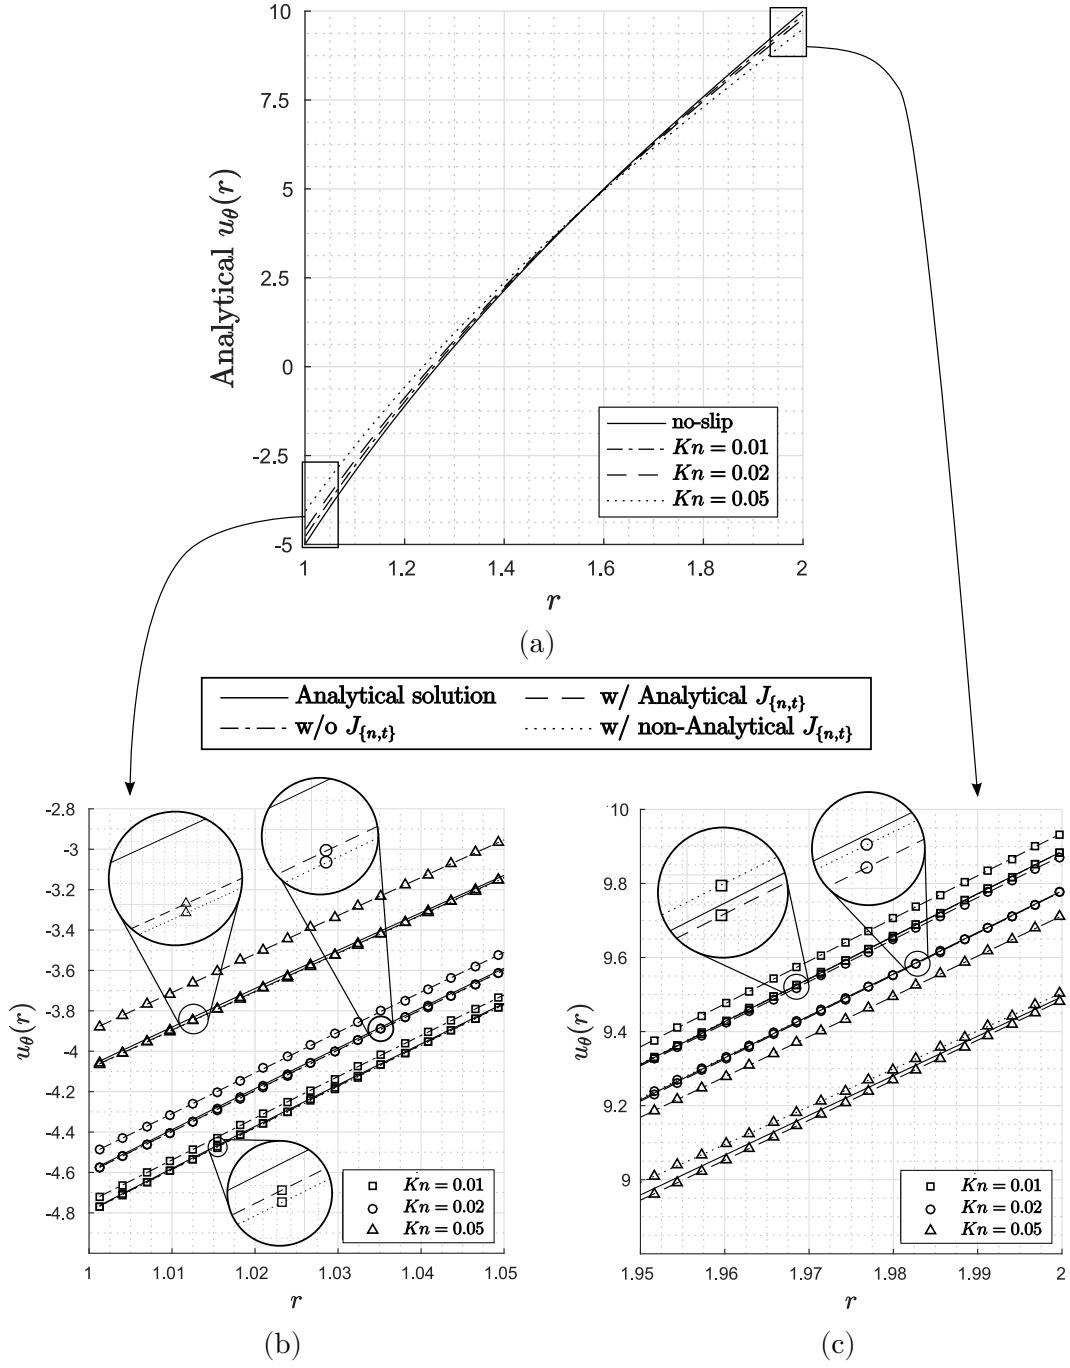 Analytical u_θ(r)
10
7.5
5
2.5
0
-2.5
-5
no-slip
Kn = 0.01
Kn = 0.02
Kn = 0.05
1 1.2 1.4 1.6 1.8 2
r
(a)
Analytical solution w/ Analytical J_{n,t}
w/o J_{n,t} w/ non-Analytical J_{n,t}
u_θ(r)
-2.8
-3
-3.2
-3.4
-3.6
-3.8
-4
-4.2
-4.4
-4.6
-4.8
Kn = 0.01
Kn = 0.02
Kn = 0.05
1 1.01 1.02 1.03 1.04 1.05
r
(b)
u_θ(r)
10
9.8
9.6
9.4
9.2
9
Kn = 0.01
Kn = 0.02
Kn = 0.05
1.95 1.96 1.97 1.98 1.99 2
r
(c)